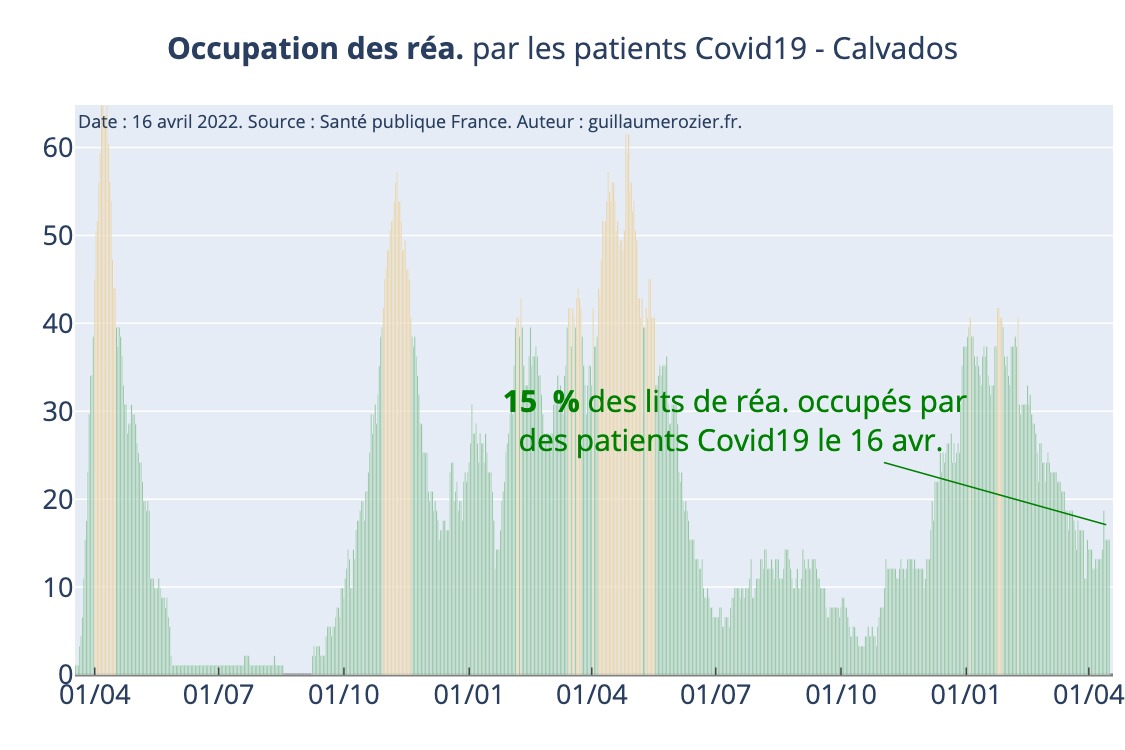 Occupation des réa. par les patients Covid19 - Calvados
Date : 16 avril 2022. Source : Santé publique France. Auteur : guillaumerozier.fr.
60
50
40
30
20
10
0
15 % des lits de réa. occupés par
des patients Covid19 le 16 avr.
01/04 01/07 01/10 01/01 01/04 01/07 01/10 01/01 01/04